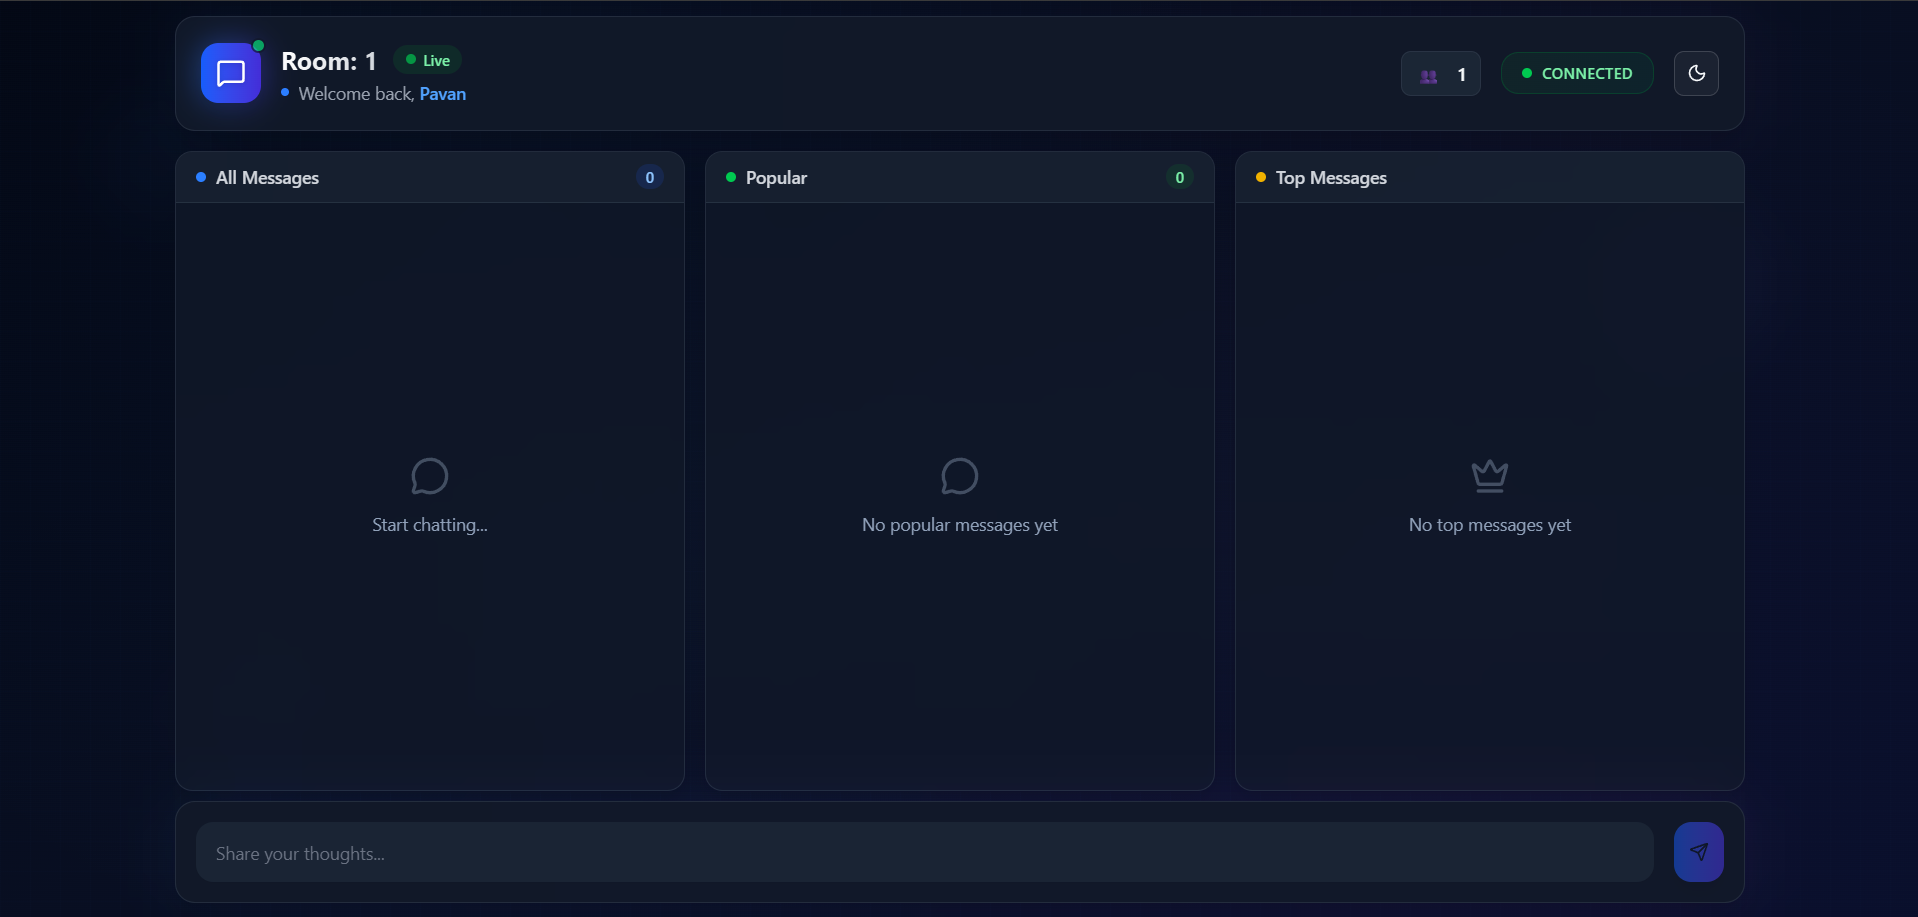 Room: 1
Live
Welcome back, Pavan
1
CONNECTED
All Messages
0
Popular
0
Top Messages
Start chatting...
No popular messages yet
No top messages yet
Share your thoughts...